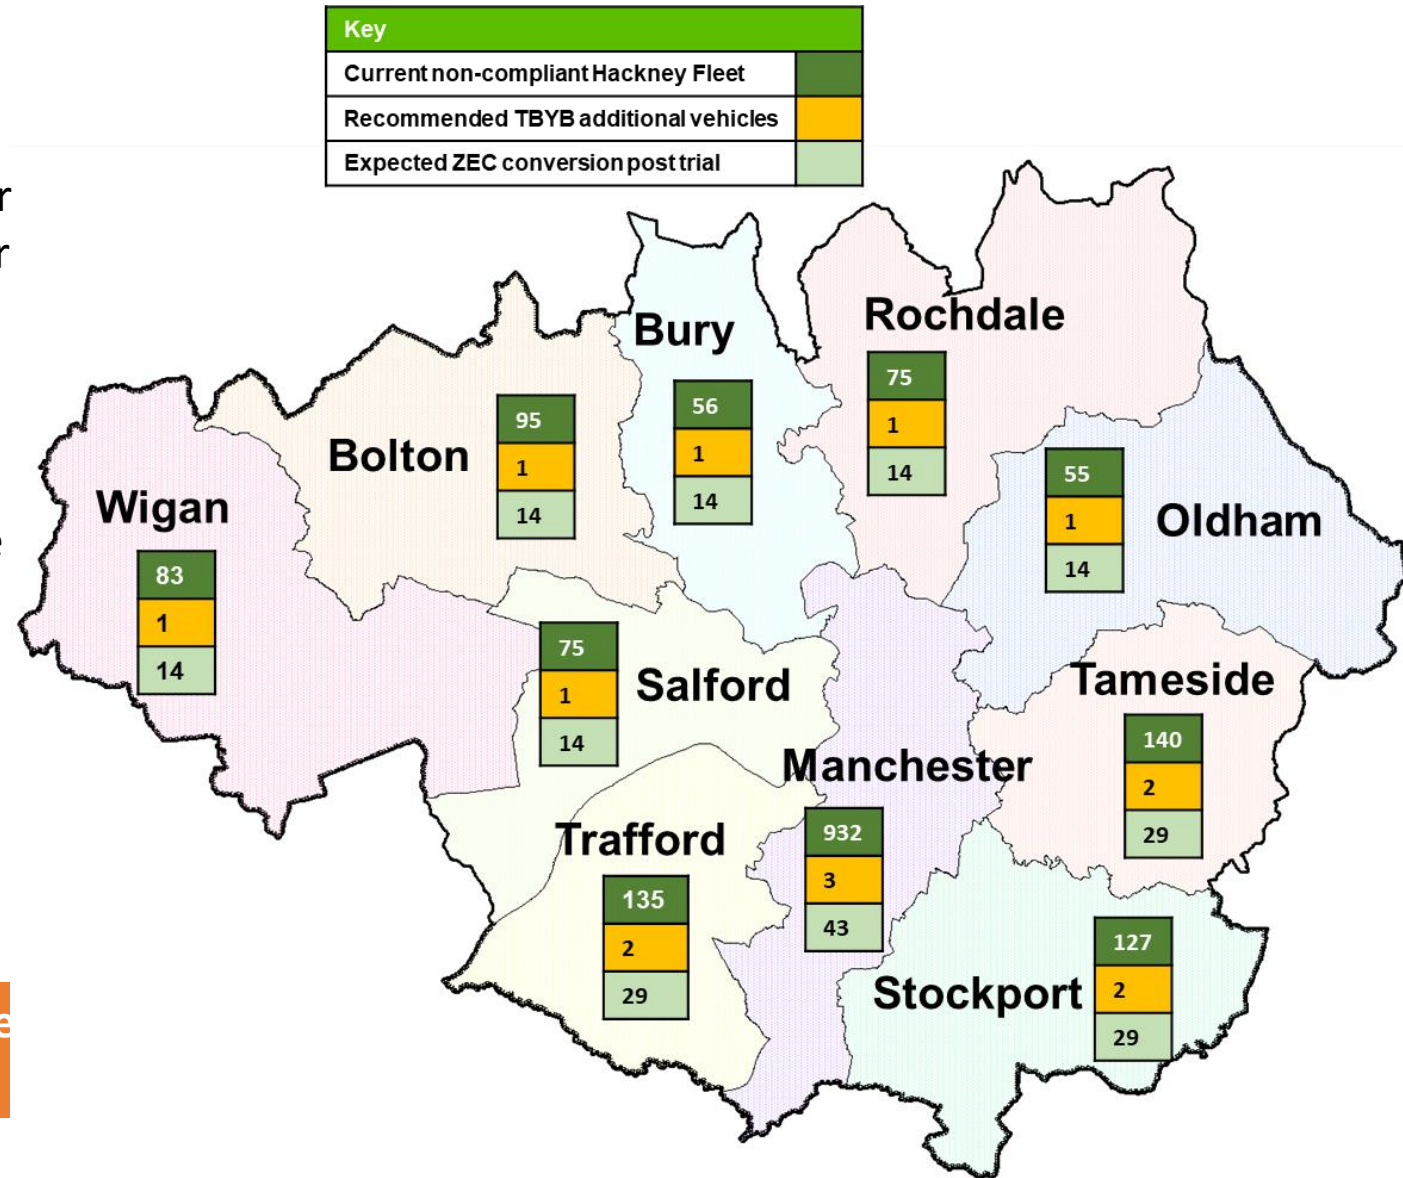 Key
Current non-compliant Hackney Fleet
Recommended TBYB additional vehicles
Expected ZEC conversion post trial
r
r
e
e
Bury
56
1
14
Rochdale
75
1
14
Bolton
95
1
14
Wigan
83
1
14
Oldham
55
1
14
Salford
75
1
14
Tameside
140
2
29
Manchester
932
3
43
Trafford
135
2
29
Stockport
127
2
29